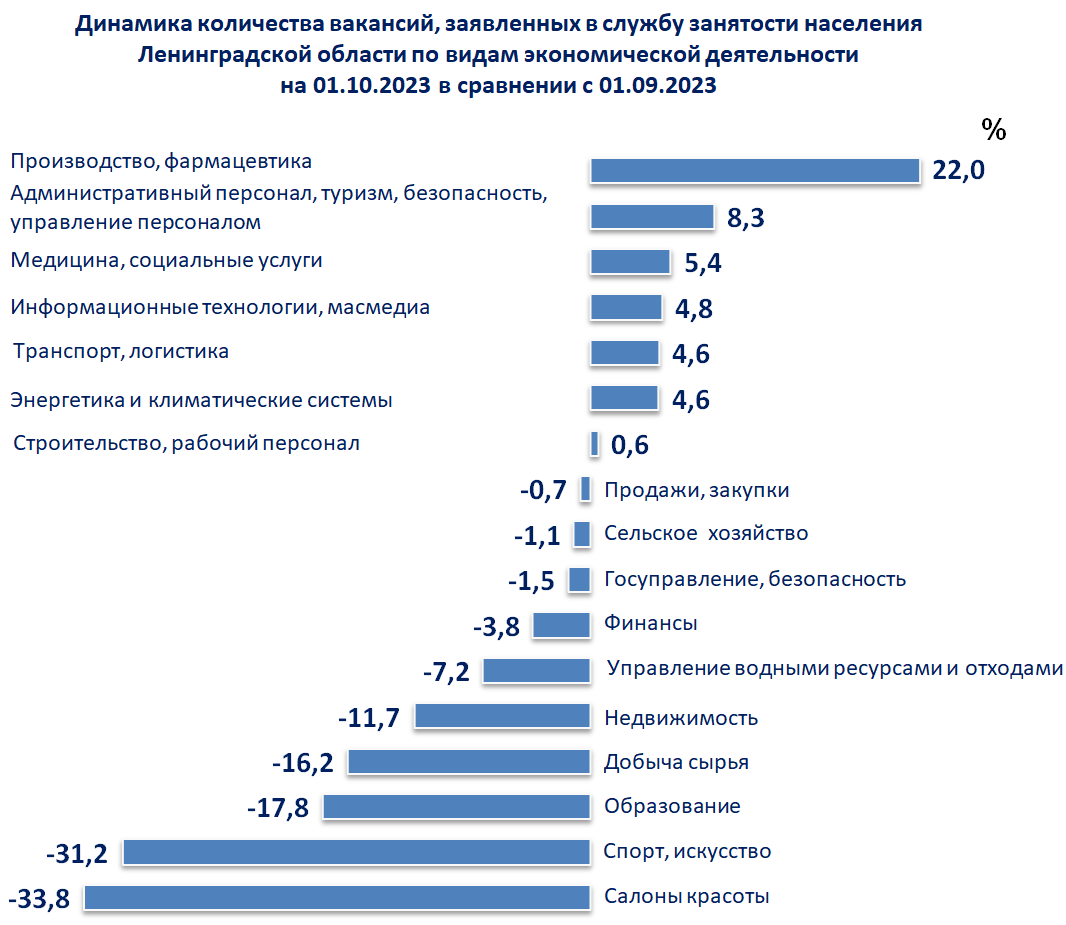 Динамика количества вакансий, заявленных в службу занятости населения
Ленинградской области по видам экономической деятельности
на 01.10.2023 в сравнении с 01.09.2023
%
Производство, фармацевтика
22,0
Административный персонал, туризм, безопасность,
управление персоналом
8,3
Медицина, социальные услуги
5,4
Информационные технологии, масмедиа
4,8
Транспорт, логистика
4,6
Энергетика и климатические системы
4,6
Строительство, рабочий персонал
0,6
-0,7
Продажи, закупки
-1,1
Сельское хозяйство
-1,5
Госуправление, безопасность
-3,8
Финансы
-7,2
Управление водными ресурсами и отходами
-11,7
Недвижимость
-16,2
Добыча сырья
-17,8
Образование
-31,2
Спорт, искусство
-33,8
Салоны красоты